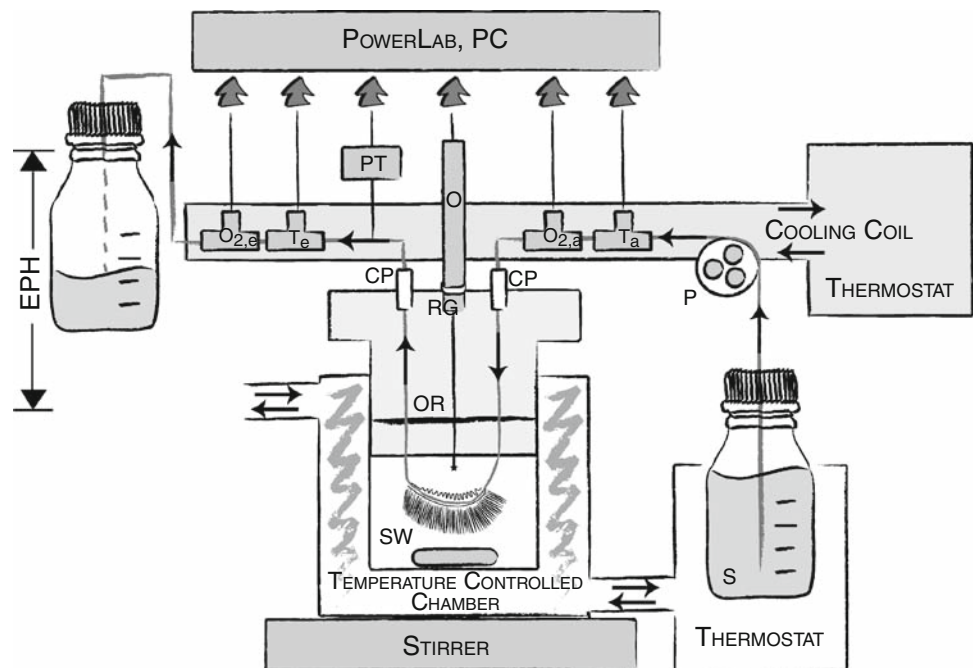 POWERLAB, PC
PT
O
O2,e
Te
O2,a
Ta
COOLING COIL
THERMOSTAT
EPH
CP
CP
RG
P
OR
SW
S
TEMPERATURE CONTROLLED
CHAMBER
THERMOSTAT
STIRRER